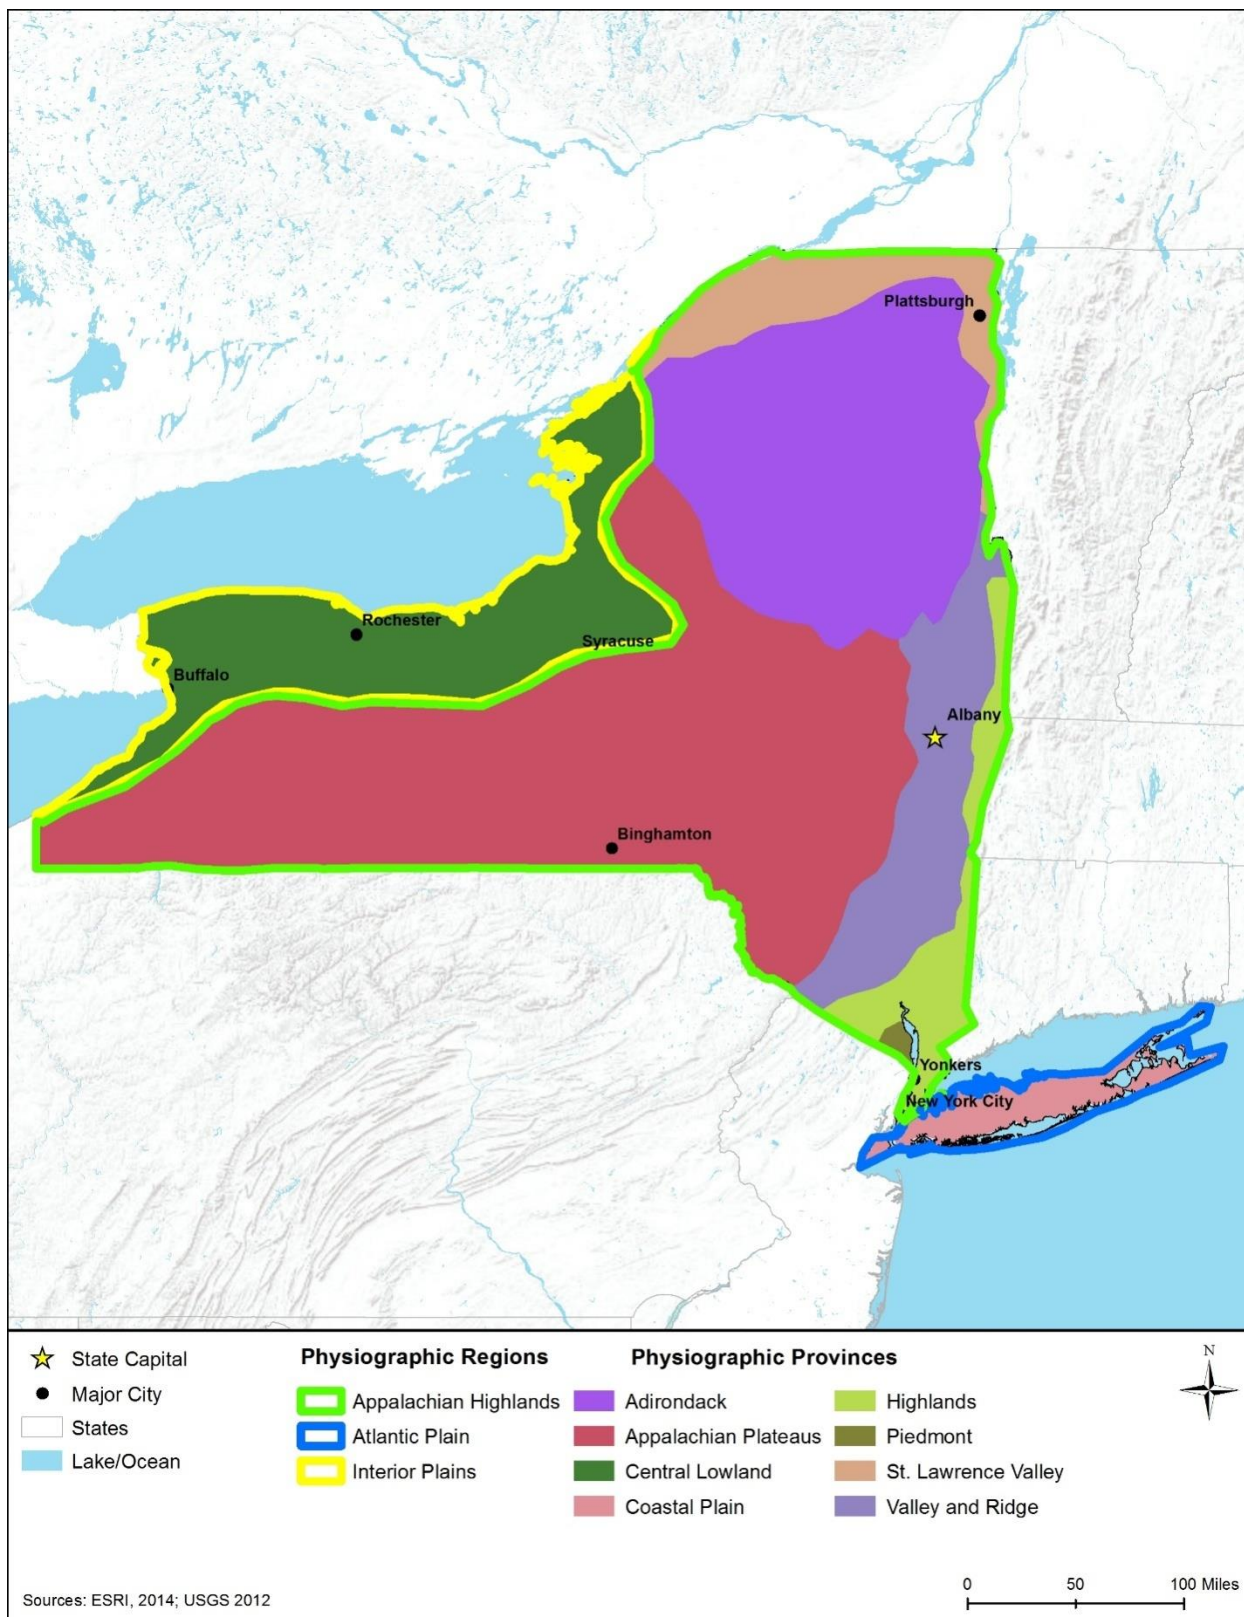 Plattsburgh
Rochester
Syracuse
Buffalo
Albany
Binghamton
Yonkers
New York City
State Capital
Major City
States
Lake/Ocean
Physiographic Regions
Appalachian Highlands
Atlantic Plain
Interior Plains
Physiographic Provinces
Adirondack
Appalachian Plateaus
Central Lowland
Coastal Plain
Highlands
Piedmont
St. Lawrence Valley
Valley and Ridge
N
Sources: ESRI, 2014; USGS 2012
0 50 100 Miles